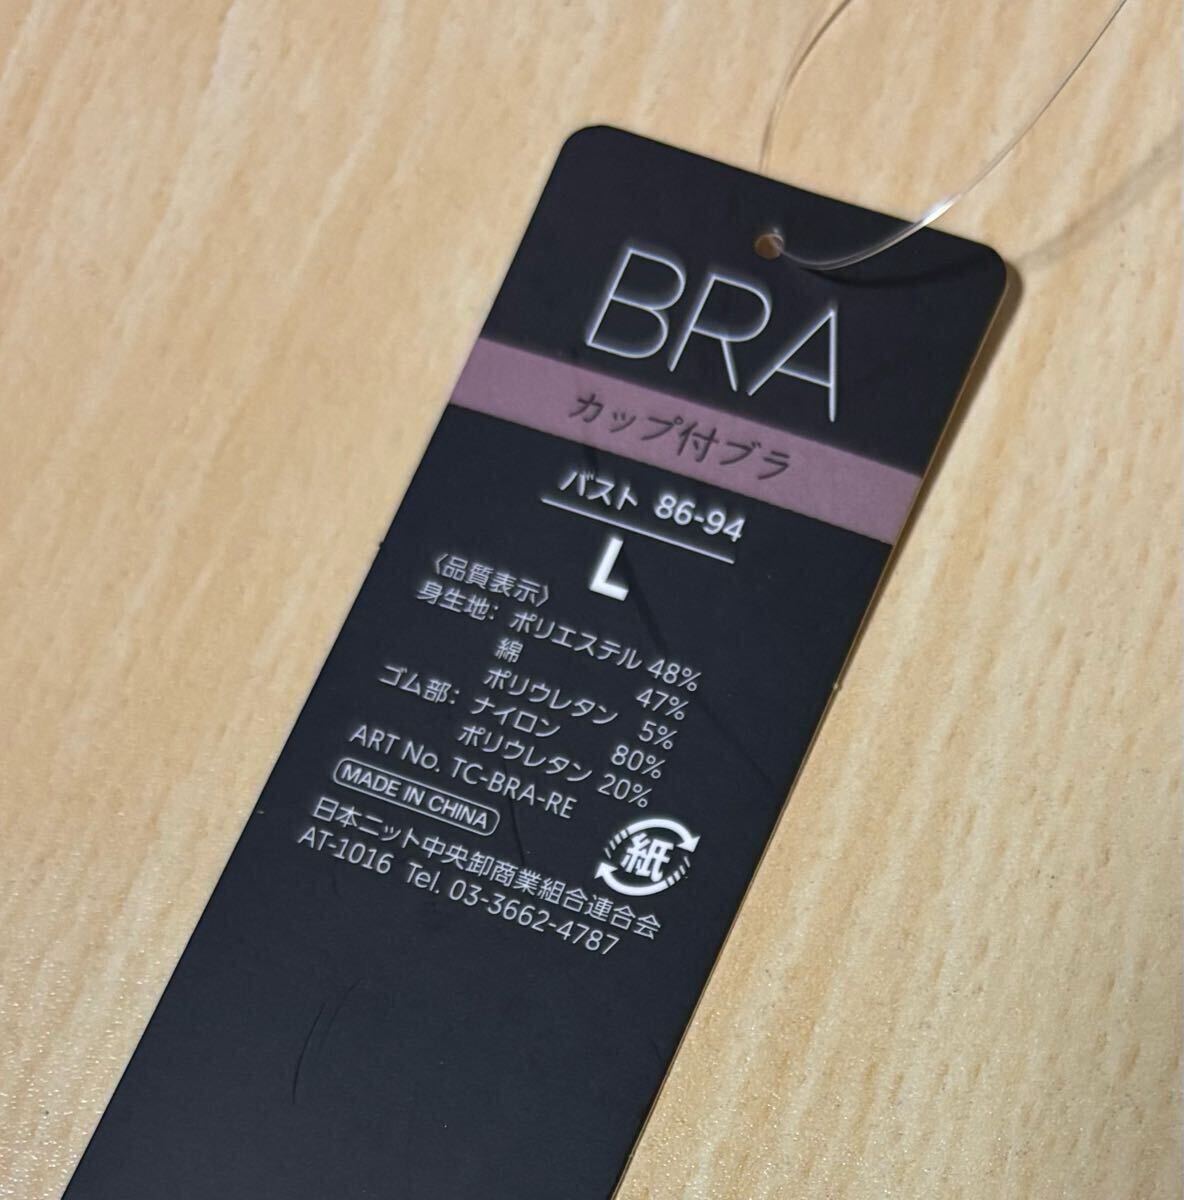 BRA
カップ付ブラ
バスト 86-94
L
〈品質表示〉
身生地: ポリエステル 48%
綿 47%
ポリウレタン 5%
ゴム部: ナイロン 80%
ポリウレタン 20%
ART No. TC-BRA-RE
MADE IN CHINA
紙
日本ニット中央卸商業組合連合会
AT-1016 Tel. 03-3662-4787